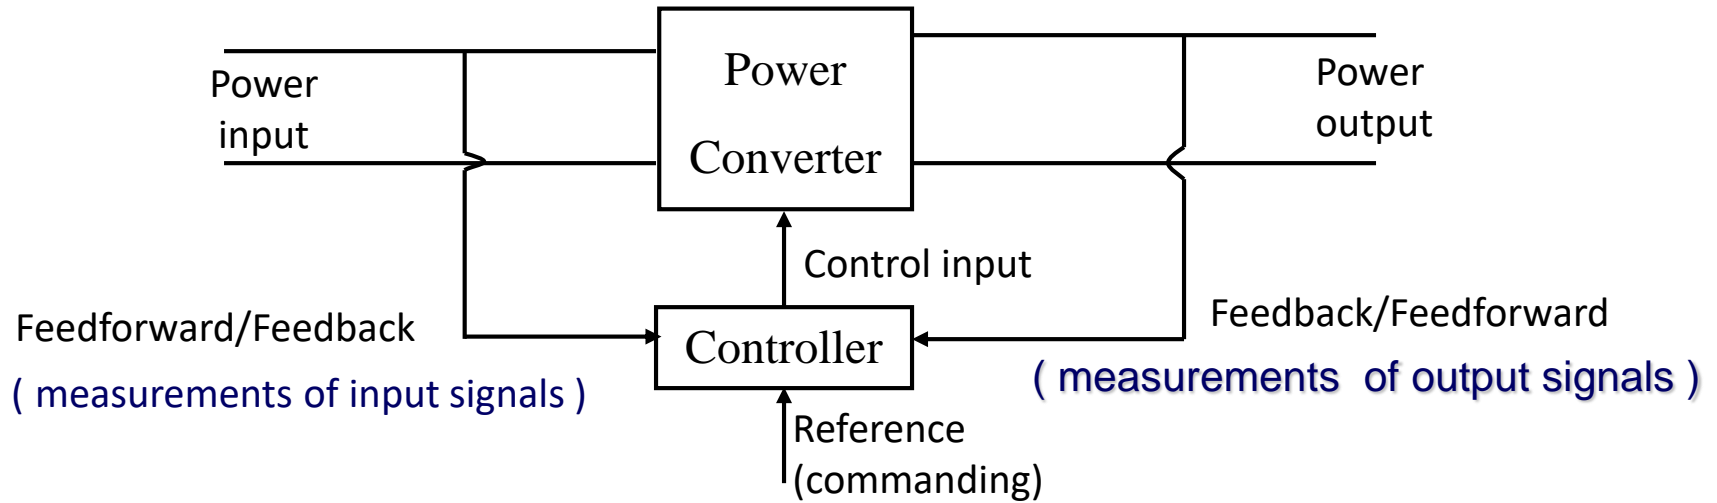 Power
Converter
Power
input
Power
output
Control input
Feedforward/Feedback
( measurements of input signals )
Controller
Feedback/Feedforward
( measurements of output signals )
Reference
(commanding)